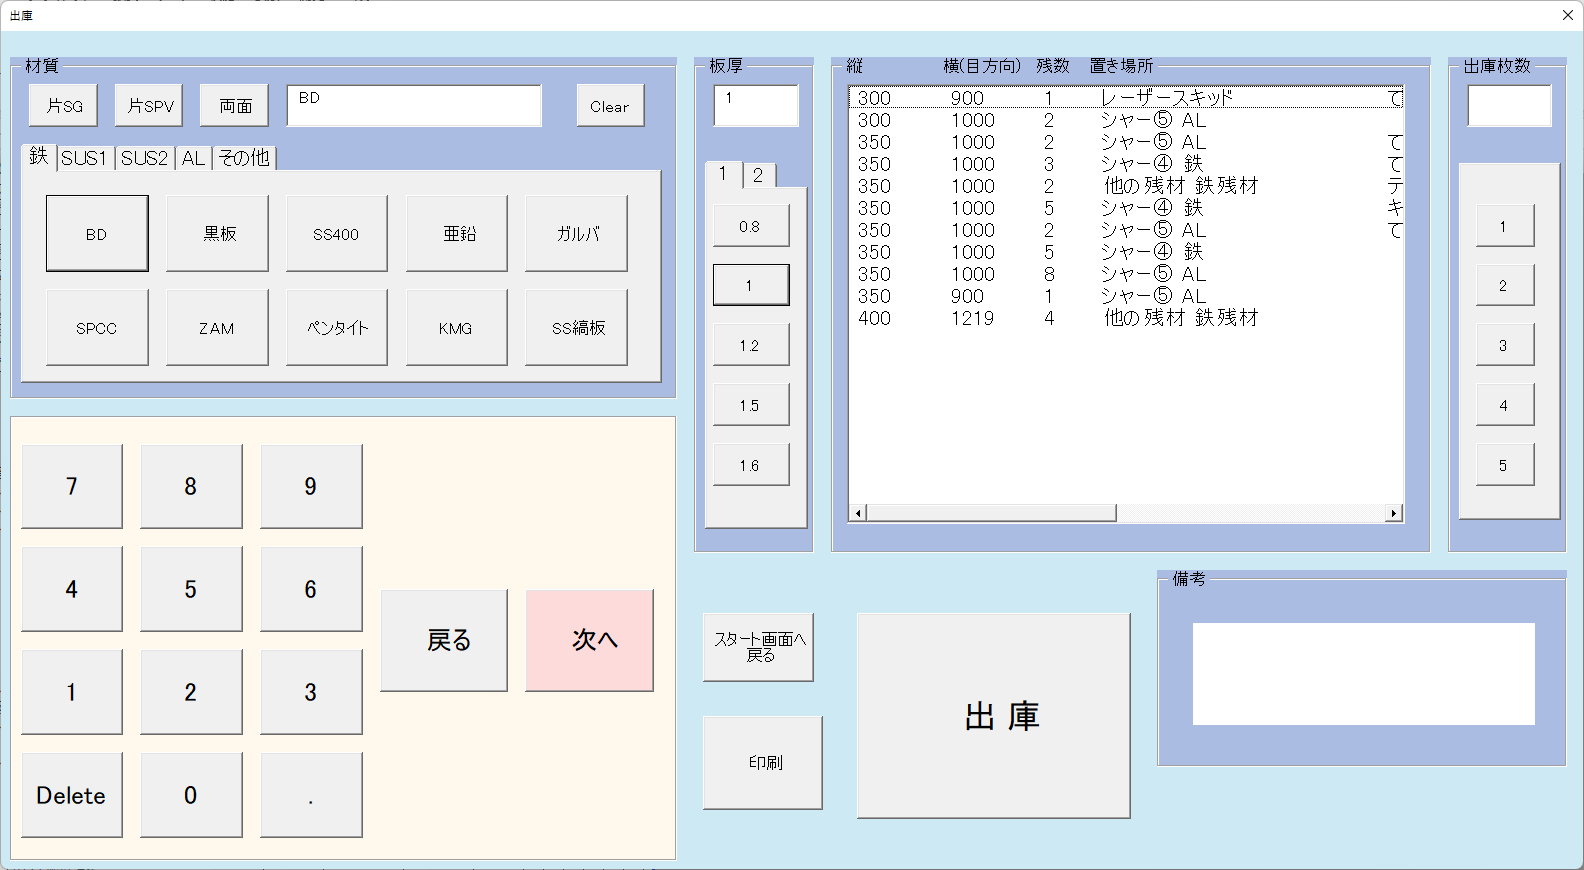 出庫
材質
片SG 片SPV 両面 BD Clear
鉄 SUS1 SUS2 AL その他
BD 黒板 SS400 亜鉛 ガルバ
SPCC ZAM ペンタイト KMG SS縞板
7 8 9
4 5 6
1 2 3
Delete 0 .
戻る 次へ
板厚
1
1 2
0.8
1
1.2
1.5
1.6
縦 横(目方向) 残数 置き場所
300 900 1 レーザースキッド て
300 1000 2 シャー⑤ AL
350 1000 2 シャー⑤ AL て
350 1000 3 シャー④ 鉄 て
350 1000 2 他の残材 鉄残材 テ
350 1000 5 シャー④ 鉄 キ
350 1000 2 シャー⑤ AL て
350 1000 5 シャー④ 鉄
350 1000 8 シャー⑤ AL
350 900 1 シャー⑤ AL
400 1219 4 他の残材 鉄残材
出庫枚数
1
2
3
4
5
スタート画面へ
戻る
印刷
出 庫
備考